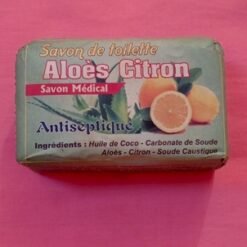 Savon de toilette
Aloès Citron
Savon Médical
Antiseptique
Ingrédients : Huile de Coco - Carbonate de Soude
Aloès - Citron - Soude Caustique